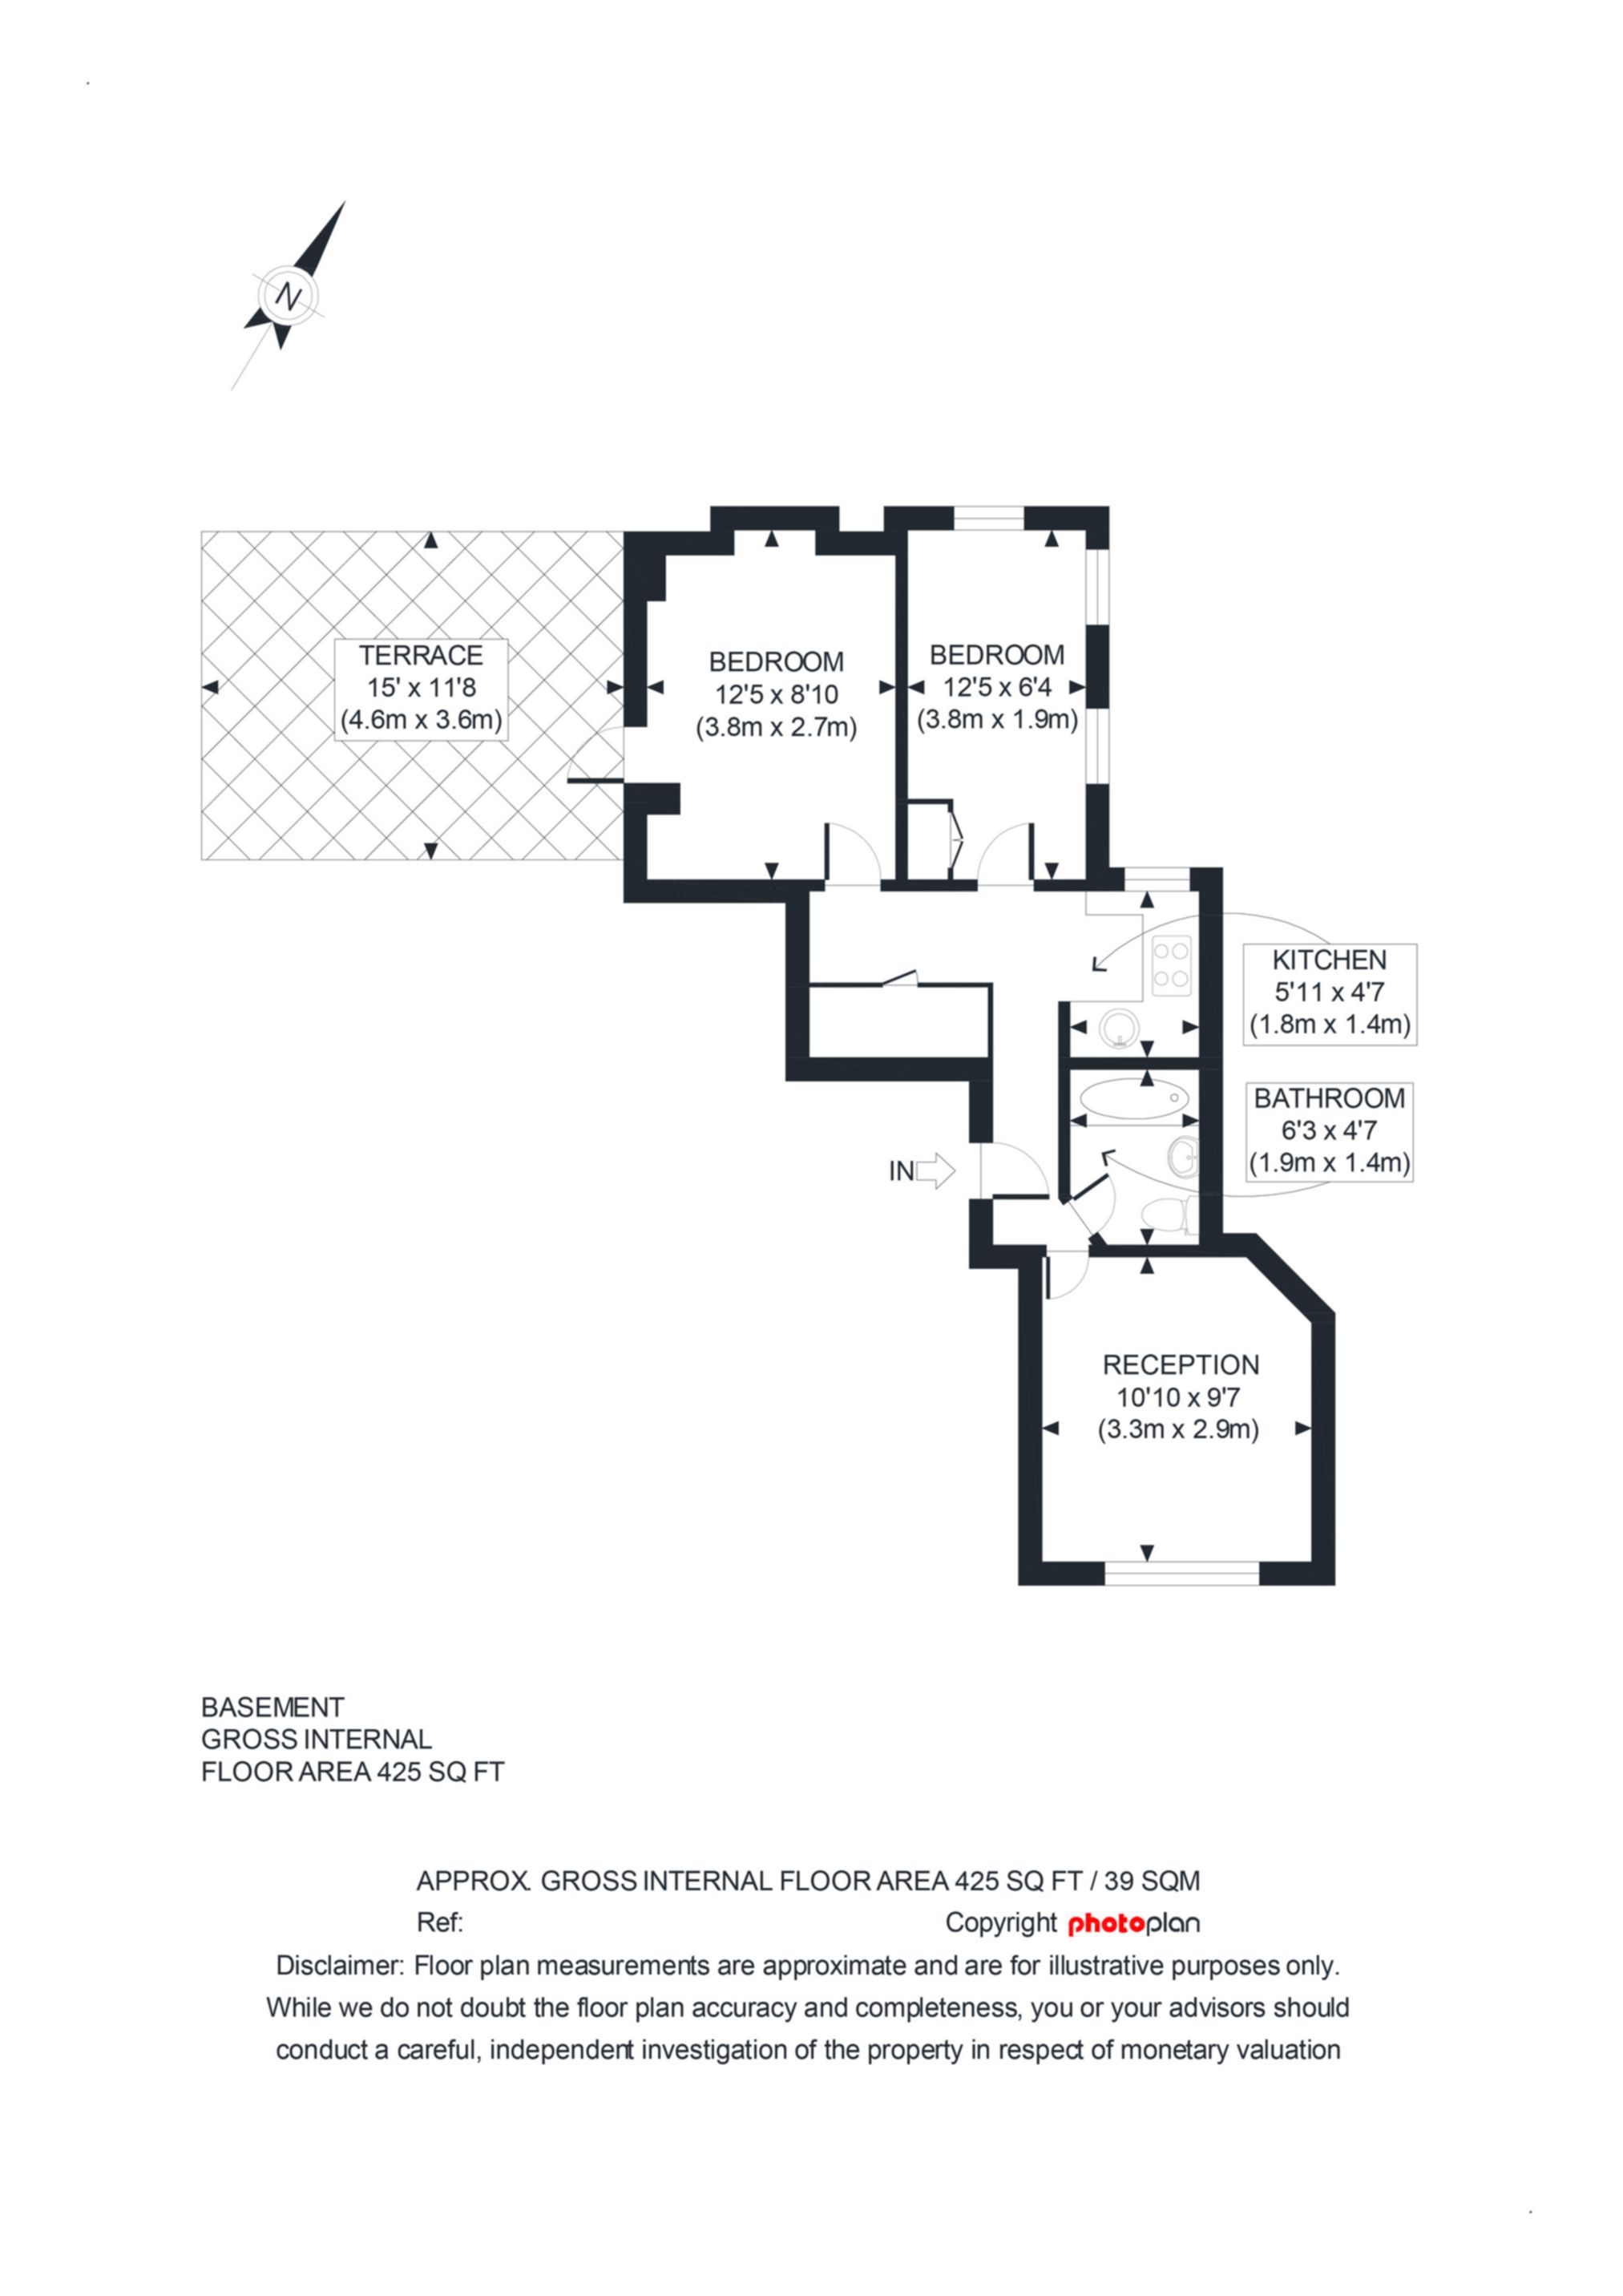 N
TERRACE
15' x 11'8
(4.6m x 3.6m)
BEDROOM
12'5 x 8'10
(3.8m x 2.7m)
BEDROOM
12'5 x 6'4
(3.8m x 1.9m)
KITCHEN
5'11 x 4'7
(1.8m x 1.4m)
BATHROOM
6'3 x 4'7
(1.9m x 1.4m)
IN
RECEPTION
10'10 x 9'7
(3.3m x 2.9m)
BASEMENT
GROSS INTERNAL
FLOOR AREA 425 SQ FT
APPROX. GROSS INTERNAL FLOOR AREA 425 SQ FT / 39 SQM
Ref: Copyright photoplan
Disclaimer: Floor plan measurements are approximate and are for illustrative purposes only.
While we do not doubt the floor plan accuracy and completeness, you or your advisors should
conduct a careful, independent investigation of the property in respect of monetary valuation